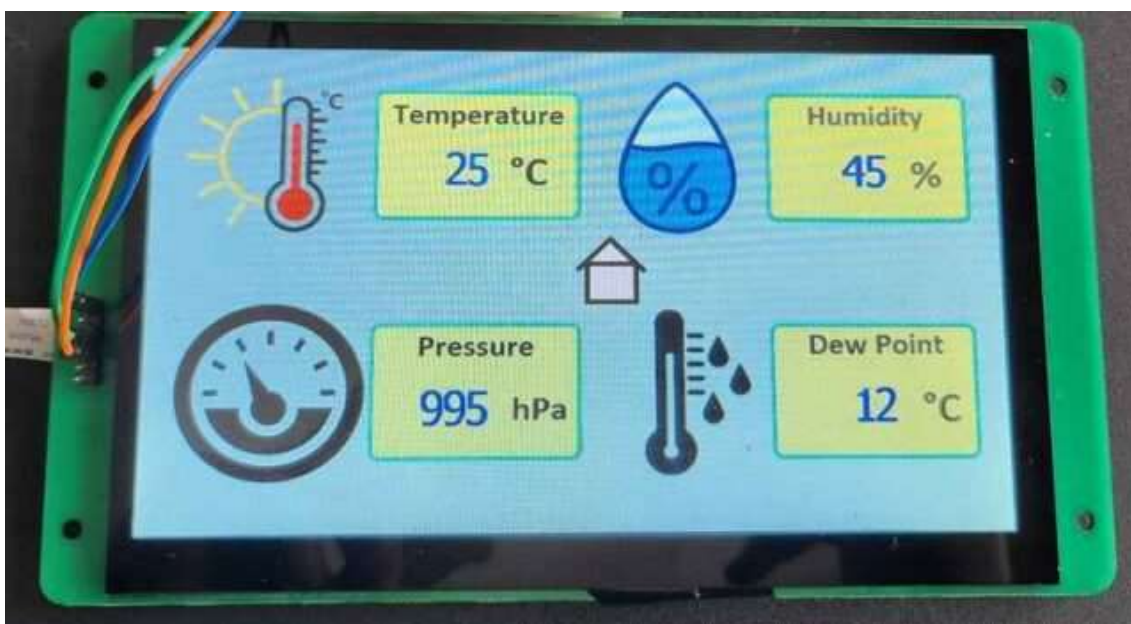 °C
Temperature
25 °C
%
Humidity
45 %
Pressure
995 hPa
Dew Point
12 °C